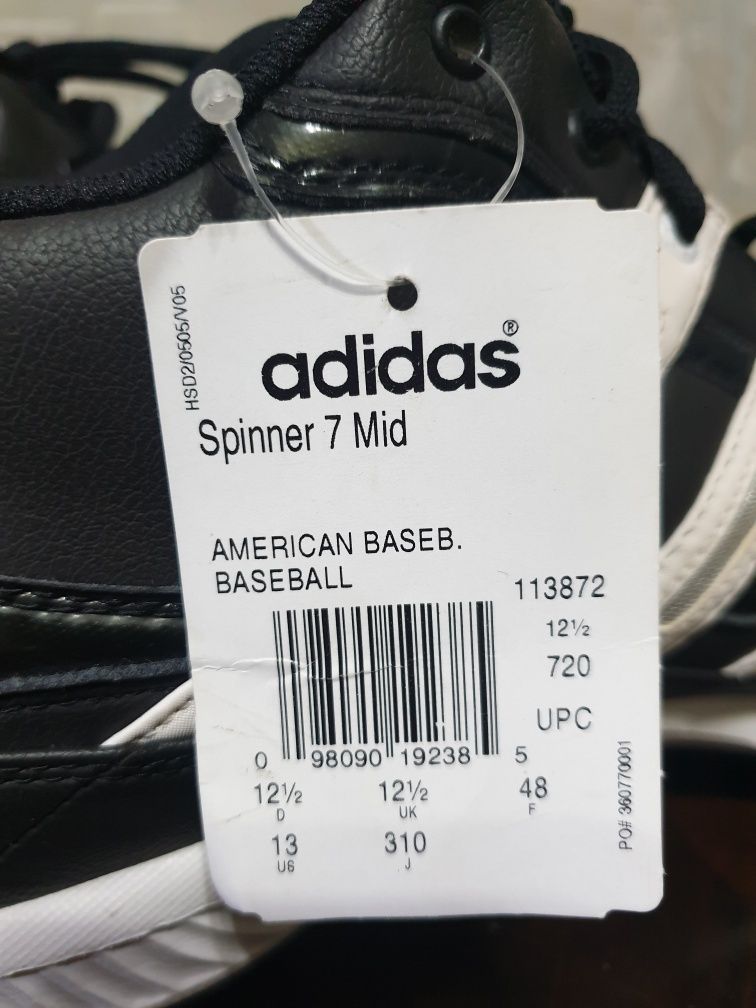 HSD2/0505/V05
adidas®
Spinner 7 Mid
AMERICAN BASEB.
BASEBALL
113872
12½
720
UPC
0 98090 19238 5
12½ 12½ 48
D UK F
13 310
US J
PO# 360770001